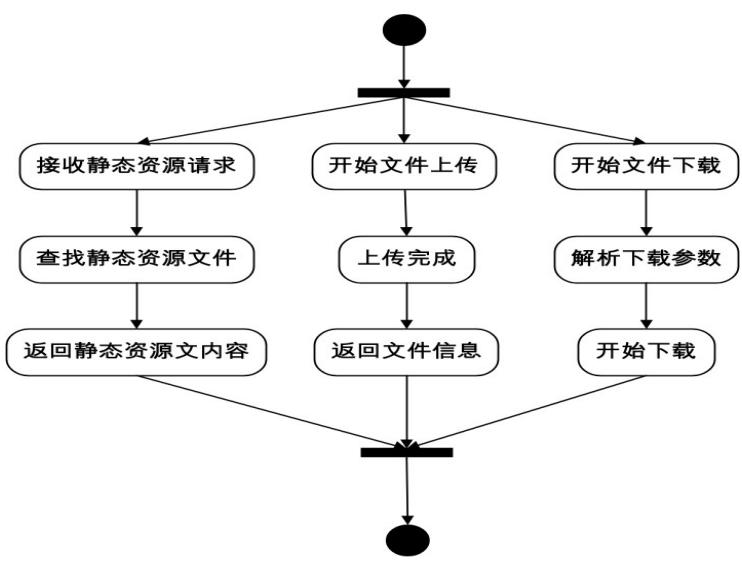 接收静态资源请求
开始文件上传
开始文件下载
查找静态资源文件
上传完成
解析下载参数
返回静态资源文内容
返回文件信息
开始下载